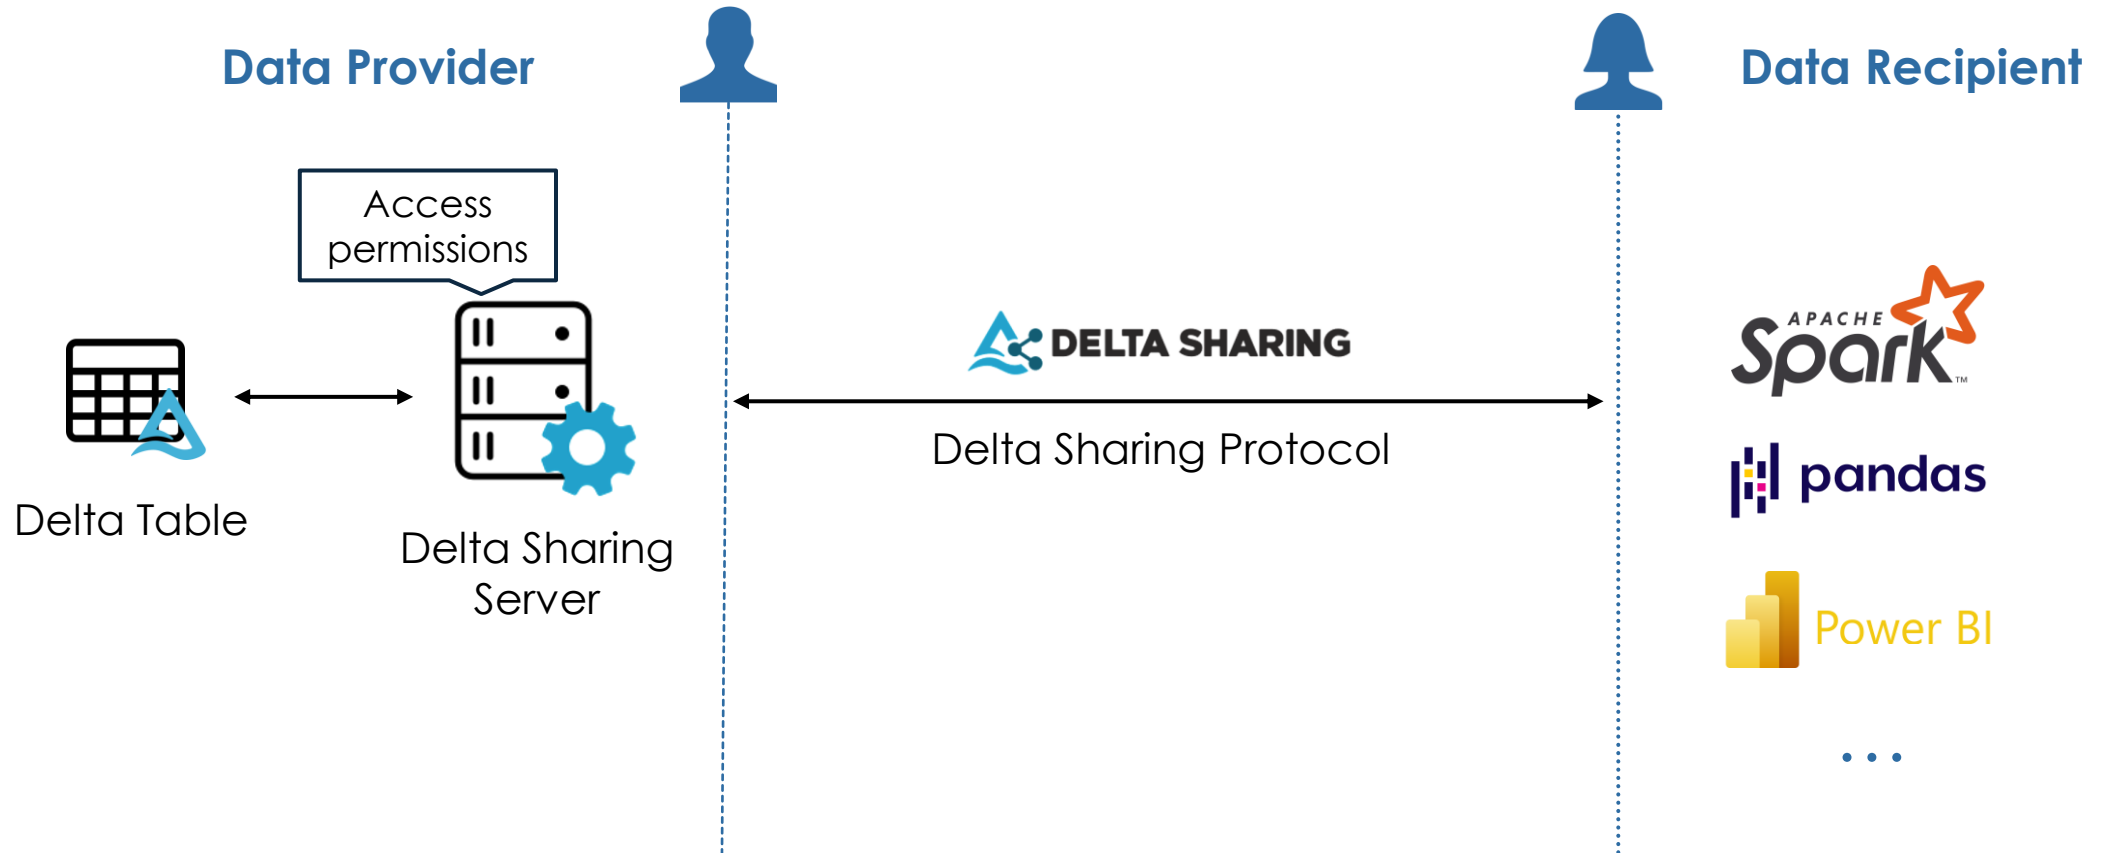 Data Provider
Data Recipient
Access
permissions
Delta Table
Delta Sharing
Server
DELTA SHARING
Delta Sharing Protocol
APACHE
Spark™
pandas
Power BI
...